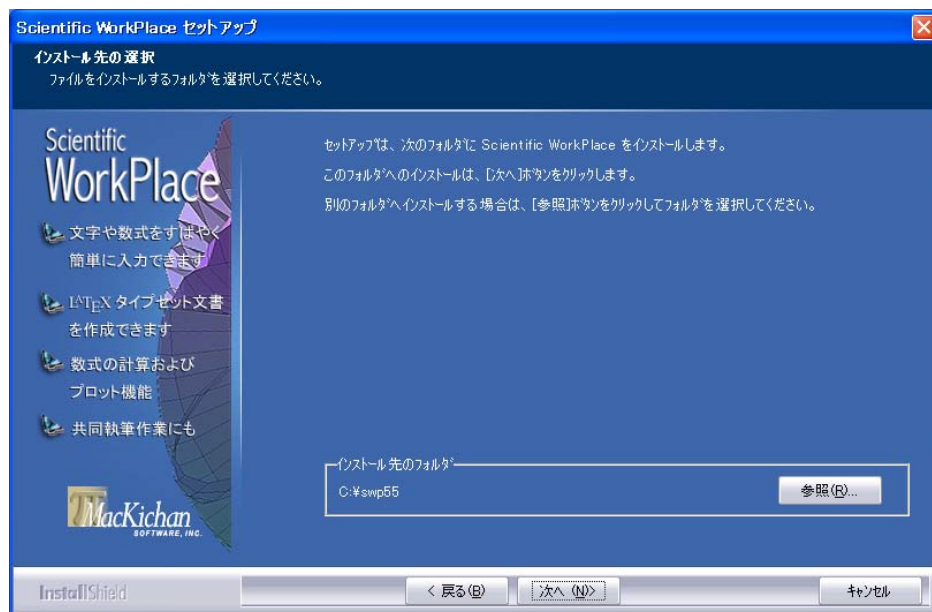 Scientific WorkPlace セットアップ
インストール先の選択
ファイルをインストールするフォルダを選択してください。
Scientific
WorkPlace
文字や数式をすばやく
簡単に入力できます
LATEX タイプセット文書
を作成できます
数式の計算および
プロット機能
共同執筆作業にも
MacKichan
SOFTWARE, INC.
セットアップは、次のフォルダに Scientific WorkPlace をインストールします。
このフォルダへのインストールは、[次へ]ボタンをクリックします。
別のフォルダへインストールする場合は、[参照]ボタンをクリックしてフォルダを選択してください。
インストール先のフォルダ
C:¥swp55
参照(R)...
InstallShield
< 戻る(B)
次へ (N)>
キャンセル